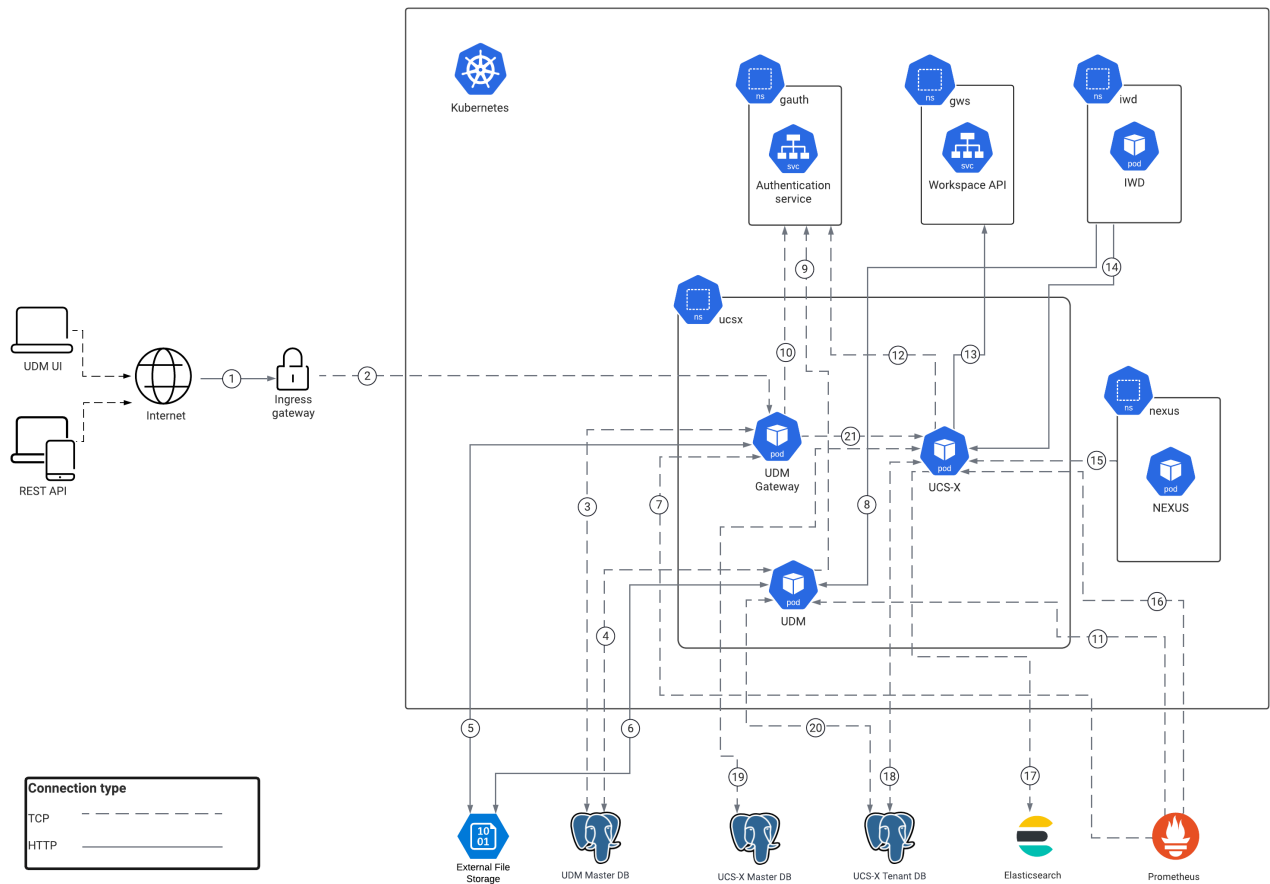 Kubernetes
ns
gauth
svc
Authentication
service
ns
gws
svc
Workspace API
ns
iwd
pod
IWD
9
14
ns
ucsx
10
12
13
UDM UI
Internet
1
Ingress
gateway
2
REST API
ns
nexus
pod
NEXUS
pod
UDM
Gateway
21
pod
UCS-X
15
3
7
8
pod
UDM
16
4
11
5
6
20
19
18
17
Connection type
TCP
HTTP
10
01
External File
Storage
UDM Master DB
UCS-X Master DB
UCS-X Tenant DB
Elasticsearch
Prometheus